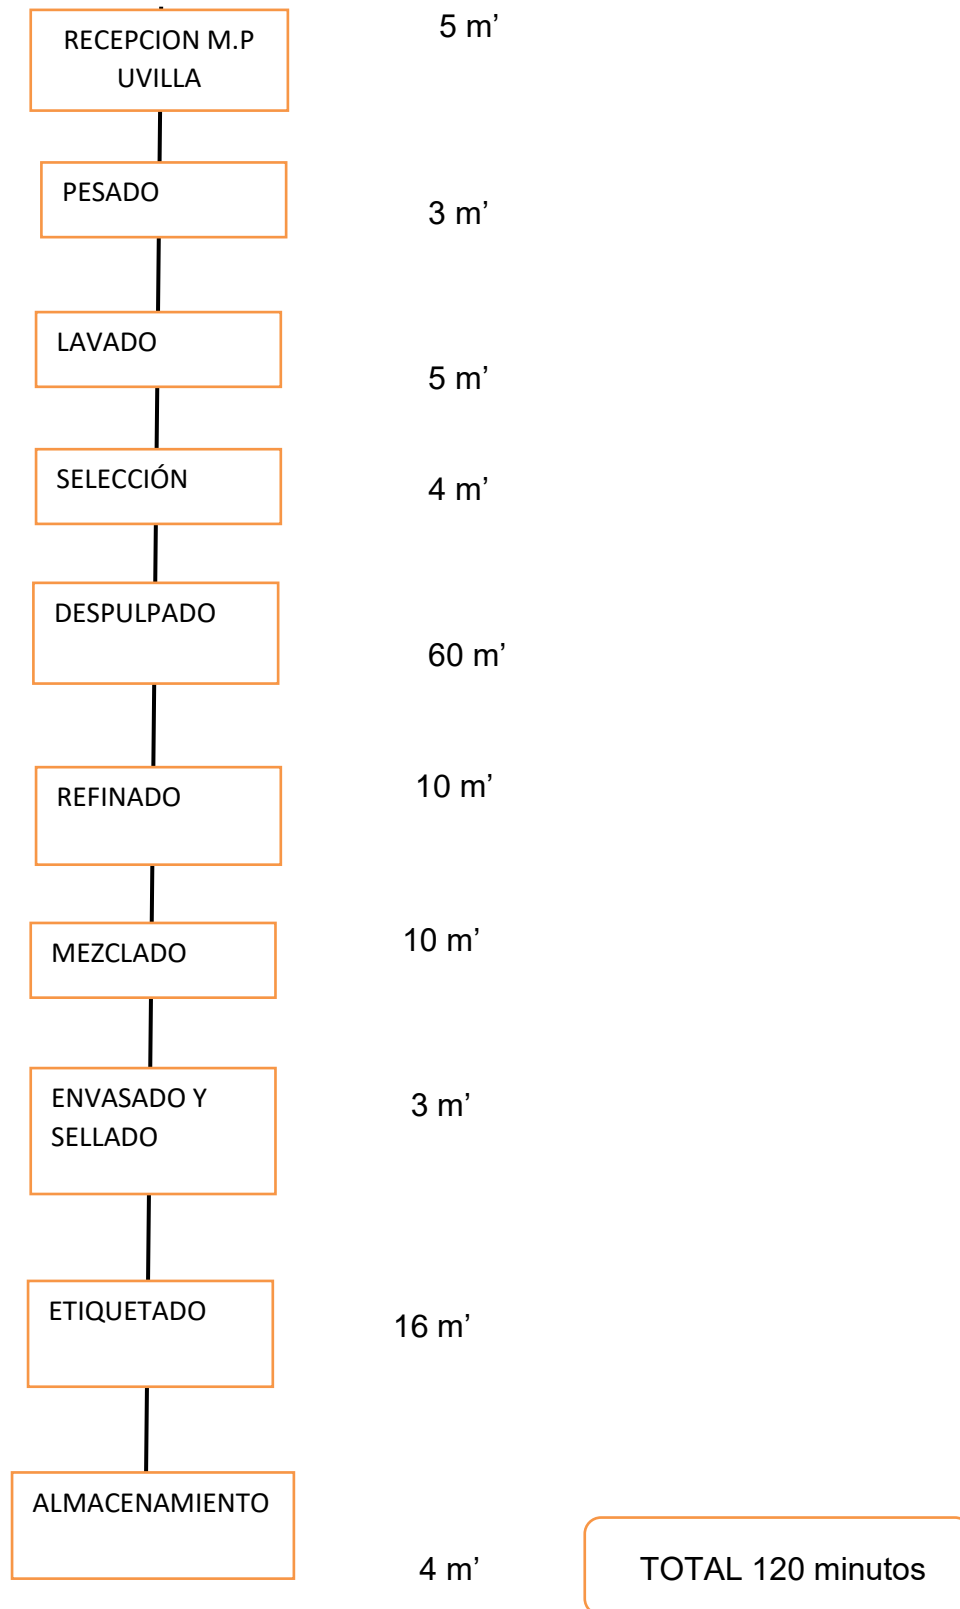 RECEPCION M.P
UVILLA
5 m’
PESADO
3 m’
LAVADO
5 m’
SELECCIÓN
4 m’
DESPULPADO
60 m’
REFINADO
10 m’
MEZCLADO
10 m’
ENVASADO Y
SELLADO
3 m’
ETIQUETADO
16 m’
ALMACENAMIENTO
4 m’
TOTAL 120 minutos